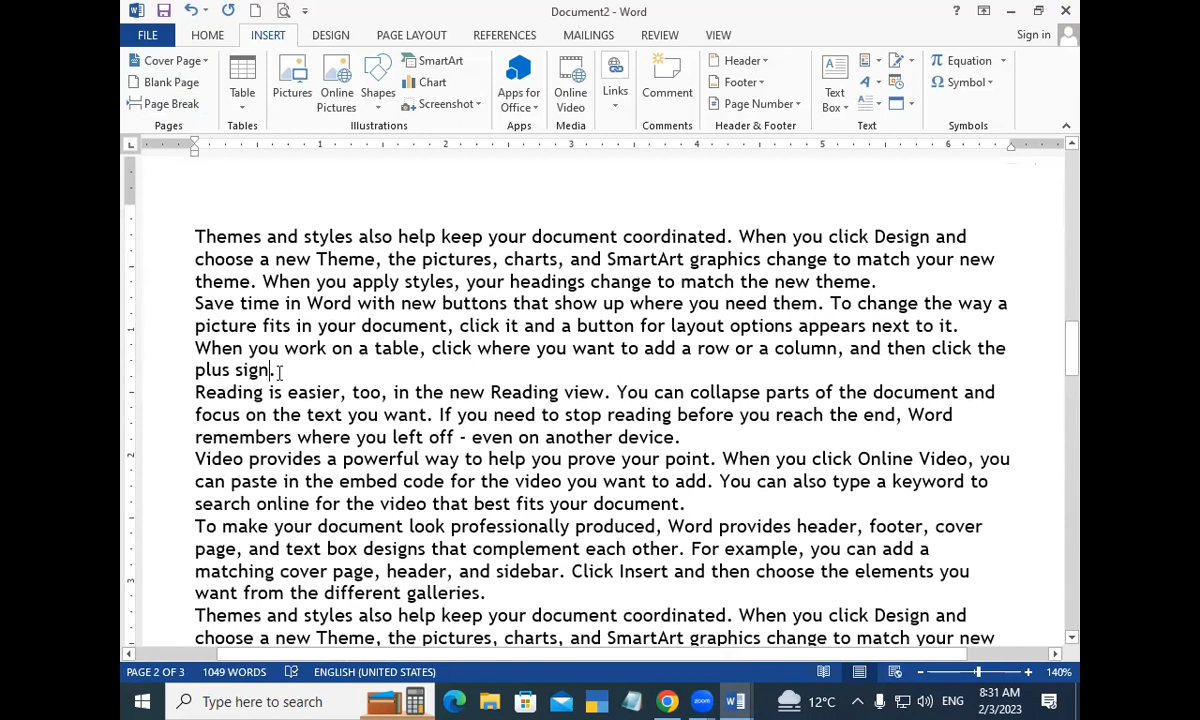 Document2 - Word
?
FILE HOME INSERT DESIGN PAGE LAYOUT REFERENCES MAILINGS REVIEW VIEW Sign in
Cover Page
Blank Page
Page Break
Pages
Table
Tables
Pictures
Online Pictures
Shapes
SmartArt
Chart
Screenshot
Illustrations
Apps for Office
Apps
Online Video
Media
Links
Comment
Comments
Header
Footer
Page Number
Header & Footer
Text Box
Text
Equation
Symbol
Symbols
1 2 3 4 5 6
Themes and styles also help keep your document coordinated. When you click Design and
choose a new Theme, the pictures, charts, and SmartArt graphics change to match your new
theme. When you apply styles, your headings change to match the new theme.
Save time in Word with new buttons that show up where you need them. To change the way a
picture fits in your document, click it and a button for layout options appears next to it.
When you work on a table, click where you want to add a row or a column, and then click the
plus sign.
Reading is easier, too, in the new Reading view. You can collapse parts of the document and
focus on the text you want. If you need to stop reading before you reach the end, Word
remembers where you left off - even on another device.
Video provides a powerful way to help you prove your point. When you click Online Video, you
can paste in the embed code for the video you want to add. You can also type a keyword to
search online for the video that best fits your document.
To make your document look professionally produced, Word provides header, footer, cover
page, and text box designs that complement each other. For example, you can add a
matching cover page, header, and sidebar. Click Insert and then choose the elements you
want from the different galleries.
Themes and styles also help keep your document coordinated. When you click Design and
choose a new Theme, the pictures, charts, and SmartArt graphics change to match your new
1
2
3
PAGE 2 OF 3 1049 WORDS ENGLISH (UNITED STATES) 140%
Type here to search
zoom
12°C
ENG
8:31 AM
2/3/2023